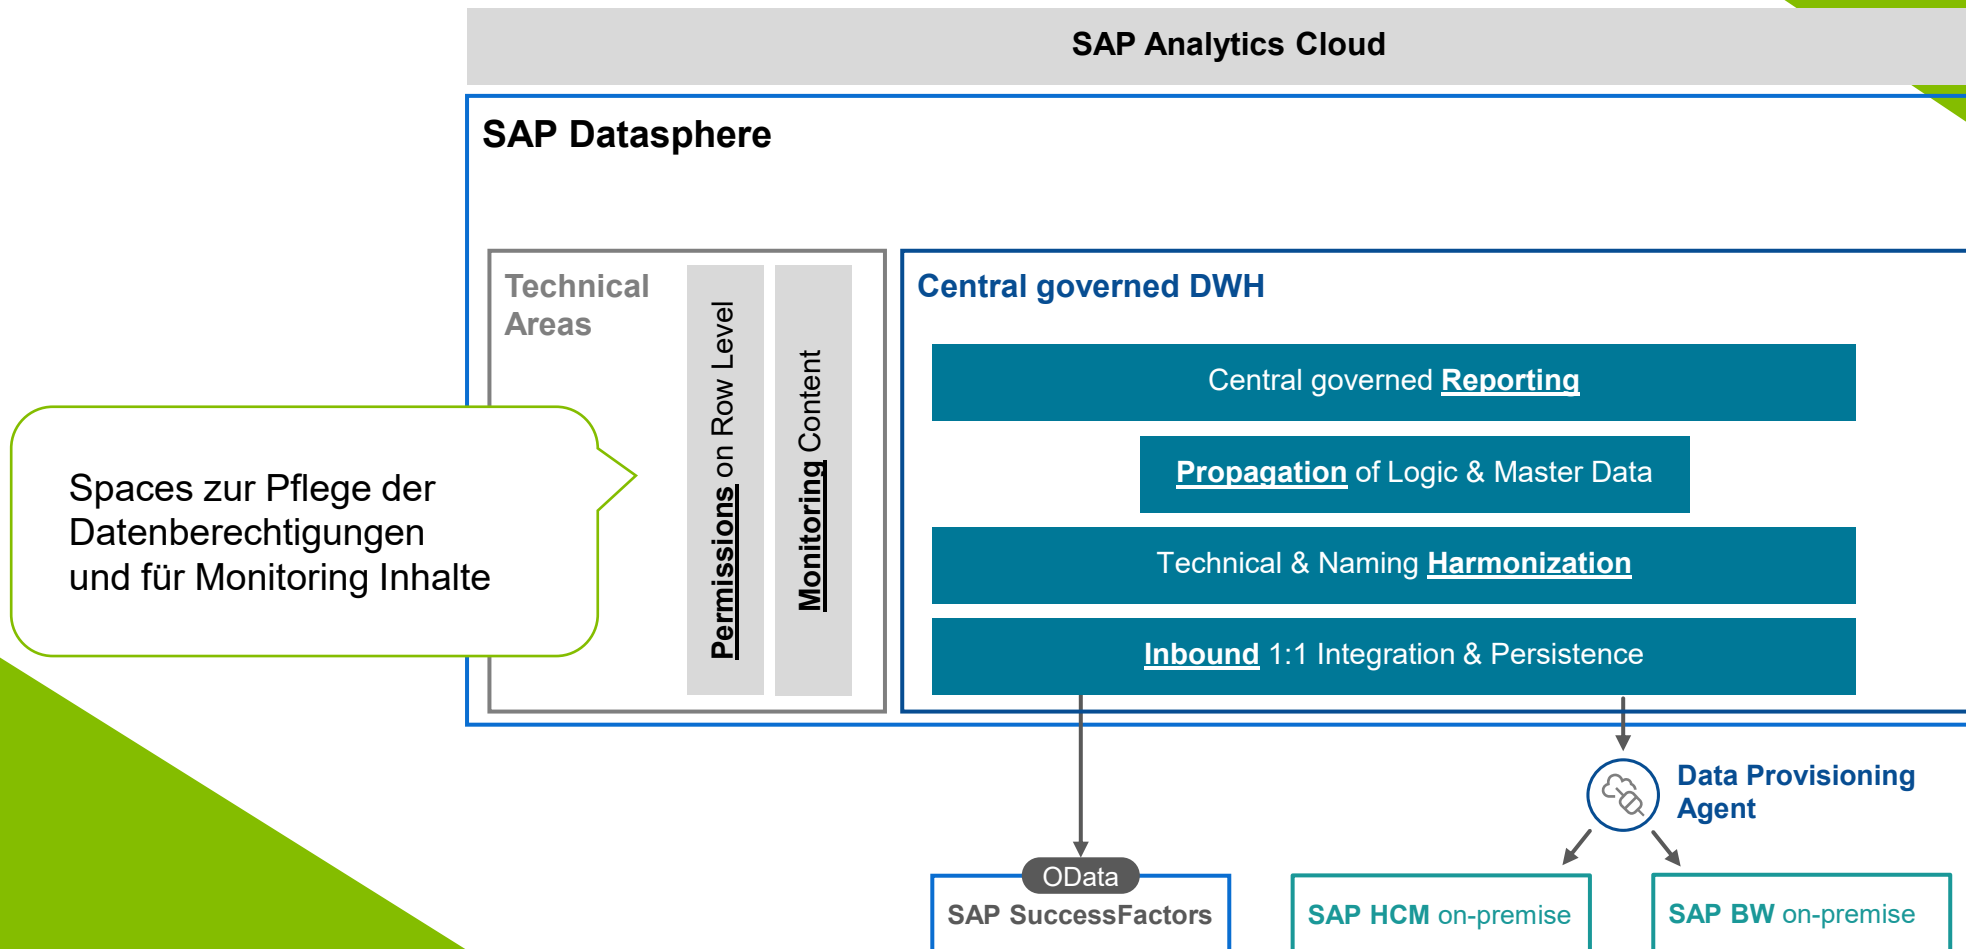 SAP Analytics Cloud
SAP Datasphere
Technical
Areas
Permissions on Row Level
Monitoring Content
Central governed DWH
Central governed Reporting
Propagation of Logic & Master Data
Technical & Naming Harmonization
Inbound 1:1 Integration & Persistence
Spaces zur Pflege der
Datenberechtigungen
und für Monitoring Inhalte
Data Provisioning
Agent
OData
SAP SuccessFactors
SAP HCM on-premise
SAP BW on-premise